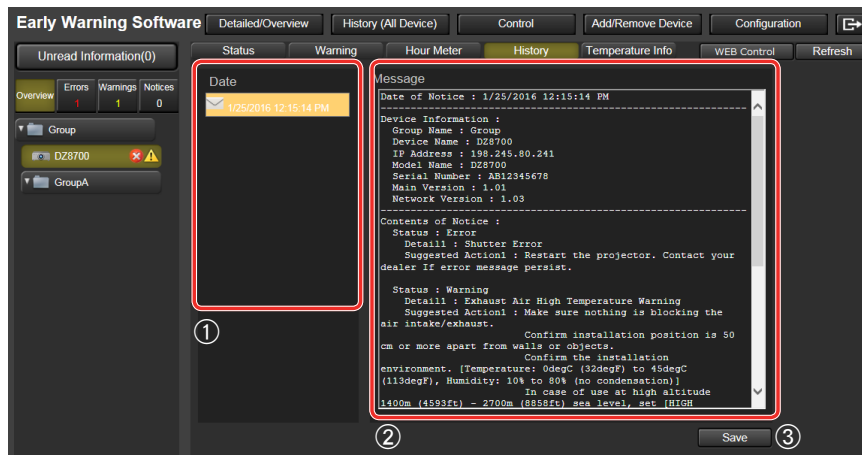 Early Warning Software
Detailed/Overview
History (All Device)
Control
Add/Remove Device
Configuration
Unread Information(0)
Status
Warning
Hour Meter
History
Temperature Info
WEB Control
Refresh
Overview
Errors
1
Warnings
1
Notices
0
Group
DZ8700
GroupA
Date
1/25/2016 12:15:14 PM
①
Message
Date of Notice : 1/25/2016 12:15:14 PM
------------------------------------------------------------
Device Information :
Group Name : Group
Device Name : DZ8700
IP Address : 198.245.80.241
Model Name : DZ8700
Serial Number : AB12345678
Main Version : 1.01
Network Version : 1.03
------------------------------------------------------------
Contents of Notice :
Status : Error
Detail1 : Shutter Error
Suggested Action1 : Restart the projector. Contact your
dealer If error message persist.
Status : Warning
Detail1 : Exhaust Air High Temperature Warning
Suggested Action1 : Make sure nothing is blocking the
air intake/exhaust.
Confirm installation position is 50
cm or more apart from walls or objects.
Confirm the installation
environment. [Temperature: 0degC (32degF) to 45degC
(113degF), Humidity: 10% to 80% (no condensation)]
In case of use at high altitude
1400m (4593ft) - 2700m (8858ft) sea level, set [HIGH
②
Save
③